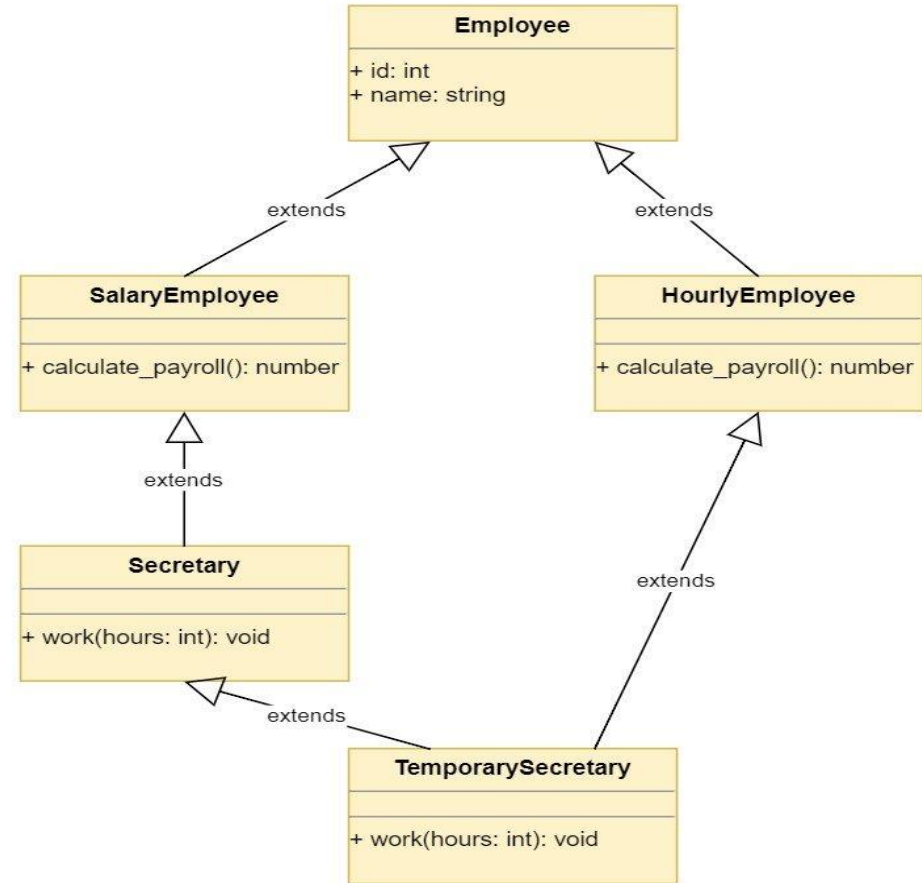 Employee
+ id: int
+ name: string
extends
extends
SalaryEmployee
+ calculate_payroll(): number
HourlyEmployee
+ calculate_payroll(): number
extends
extends
Secretary
+ work(hours: int): void
extends
TemporarySecretary
+ work(hours: int): void